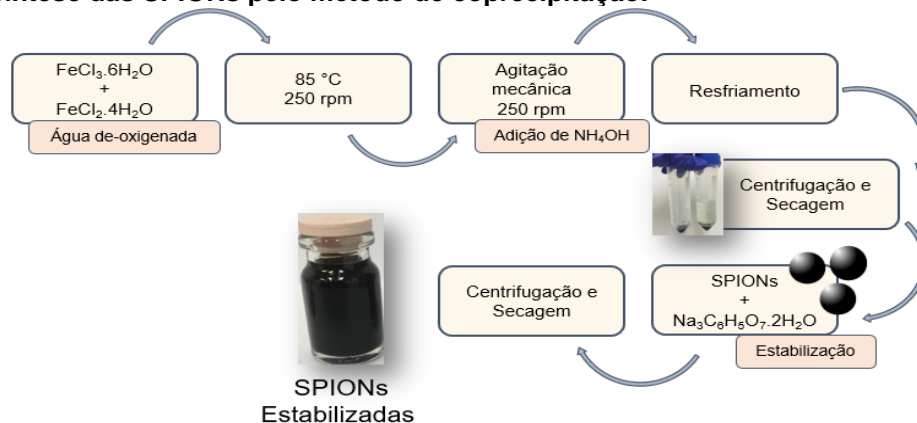 FeCl₃.6H₂O
+
FeCl₂.4H₂O
Água de-oxigenada
85 °C
250 rpm
Agitação
mecânica
250 rpm
Adição de NH₄OH
Resfriamento
Centrifugação e
Secagem
SPIONs
+
Na₃C₆H₅O₇.2H₂O
Estabilização
Centrifugação e
Secagem
SPIONs
Estabilizadas